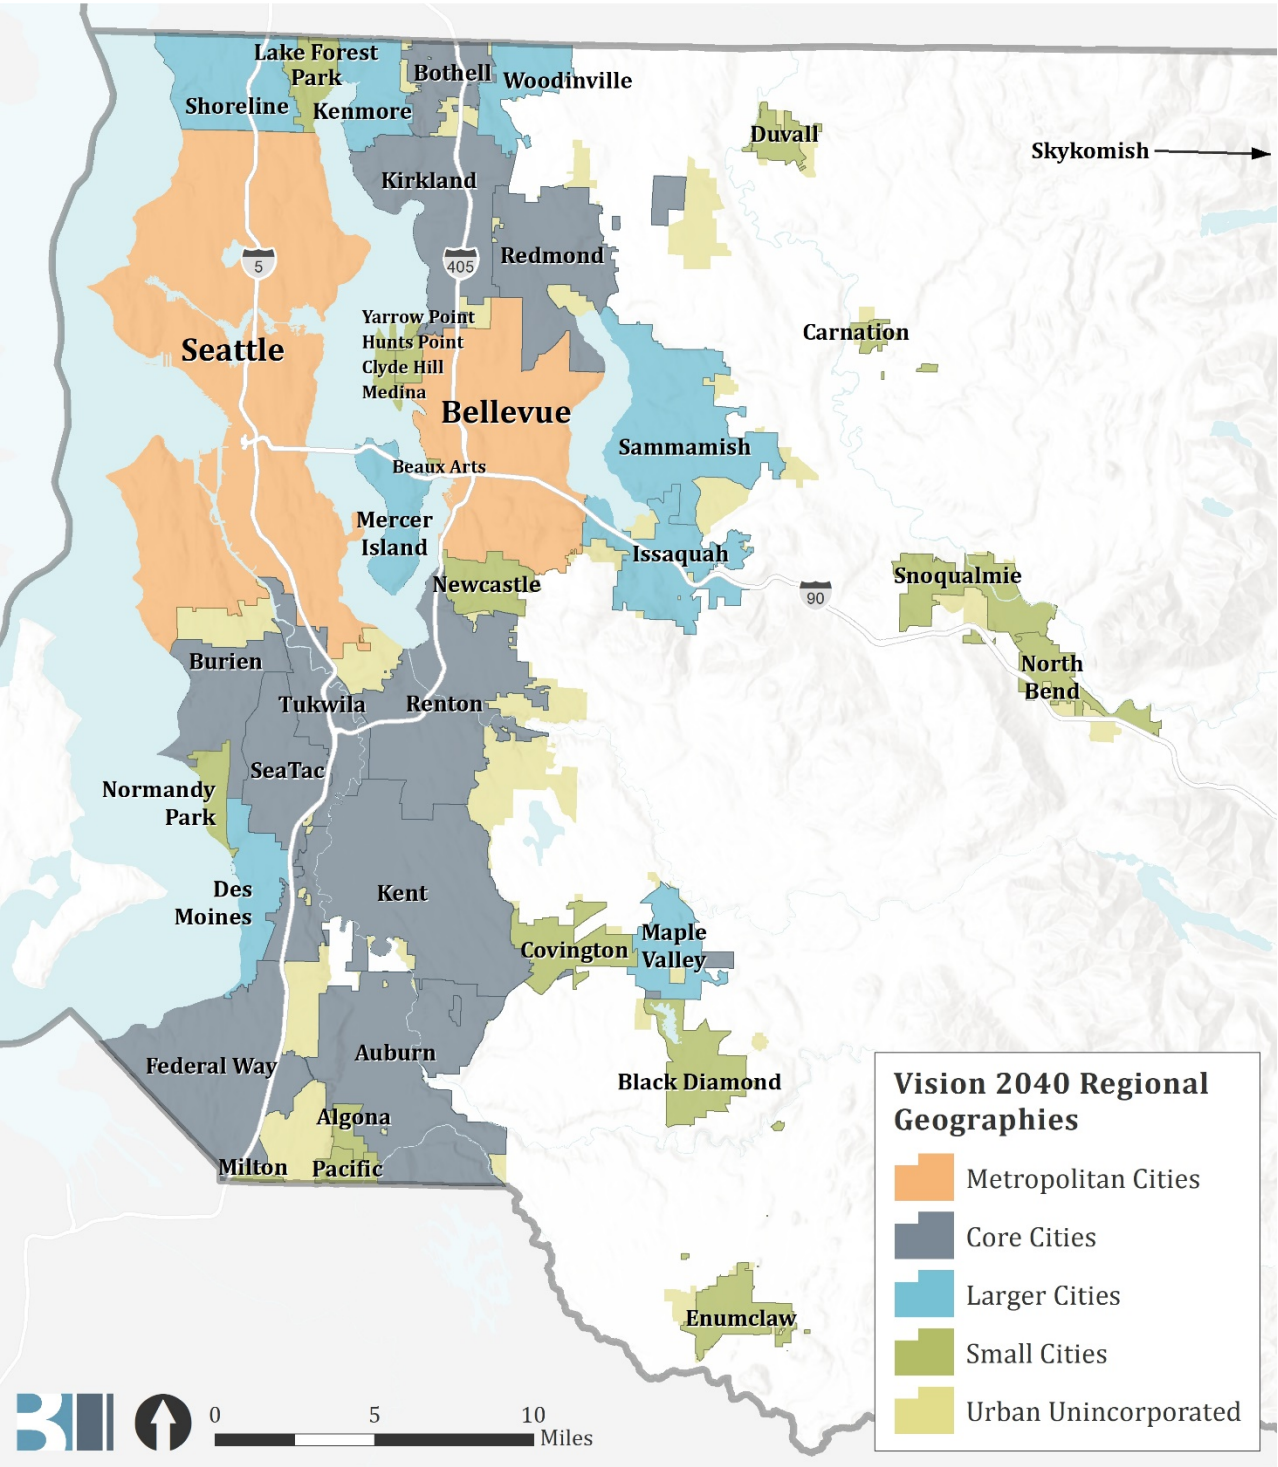 Lake Forest
Park
Bothell
Woodinville
Shoreline
Kenmore
Duvall
Skykomish
Kirkland
Redmond
5
405
Yarrow Point
Hunts Point
Clyde Hill
Medina
Carnation
Seattle
Bellevue
Sammamish
Beaux Arts
Mercer
Island
Issaquah
Newcastle
Snoqualmie
90
Burien
North
Bend
Tukwila
Renton
SeaTac
Normandy
Park
Des
Moines
Kent
Covington
Maple
Valley
Federal Way
Auburn
Black Diamond
Algona
Milton
Pacific
Enumclaw
Vision 2040 Regional
Geographies
Metropolitan Cities
Core Cities
Larger Cities
Small Cities
Urban Unincorporated
0 5 10
Miles